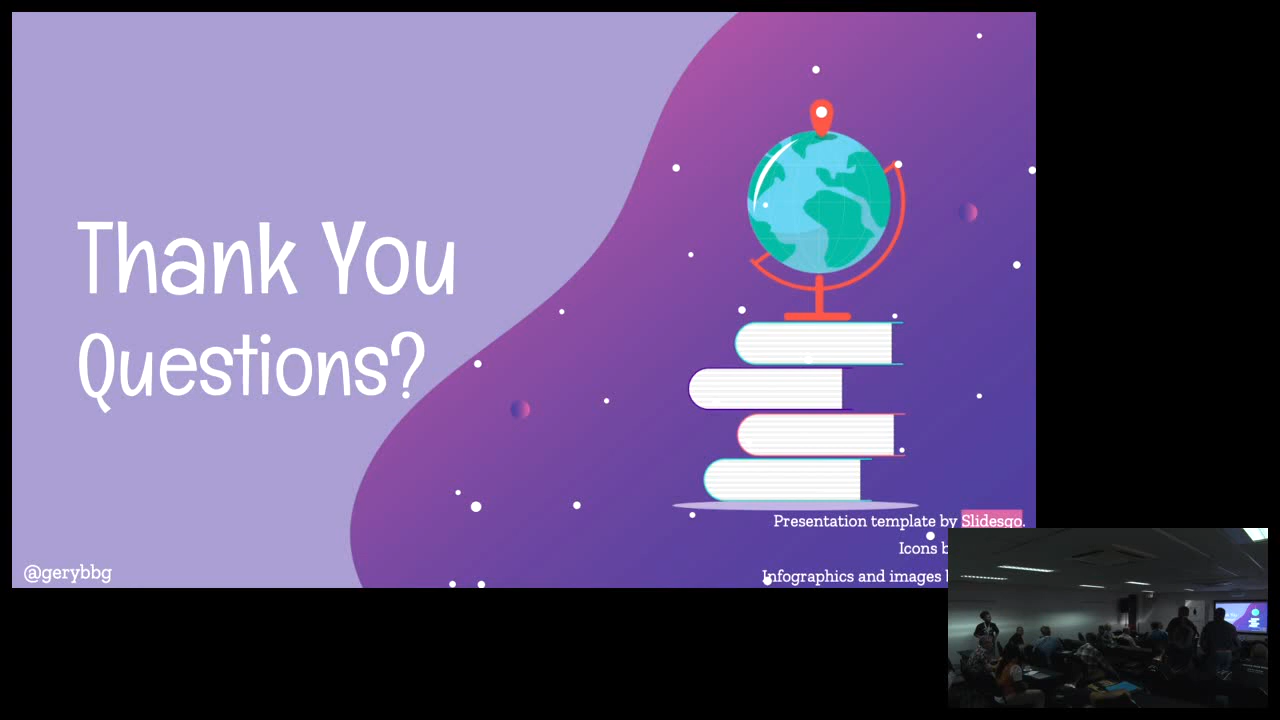 Thank You
Questions?
Presentation template by Slidesgo.
Icons
Infographics and images
@gerybbg